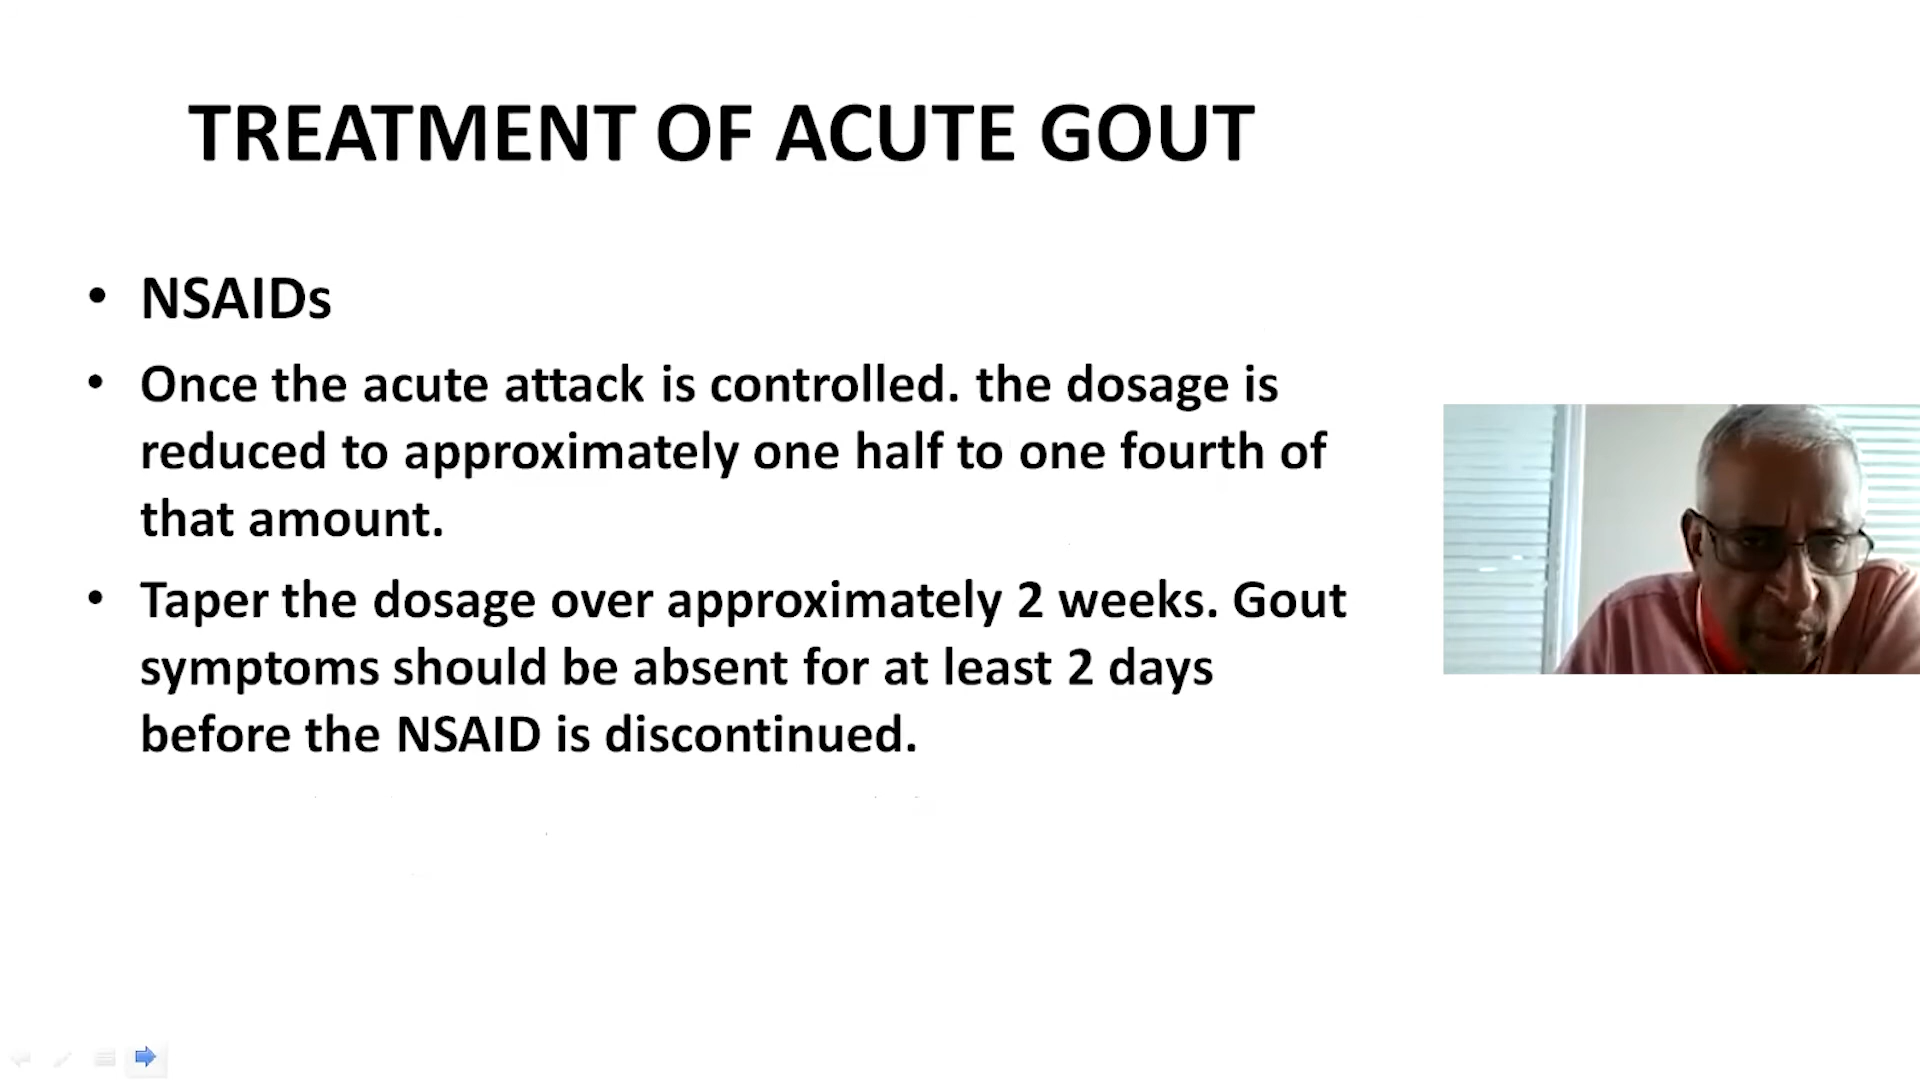 TREATMENT OF ACUTE GOUT
• NSAIDs
• Once the acute attack is controlled. the dosage is
reduced to approximately one half to one fourth of
that amount.
• Taper the dosage over approximately 2 weeks. Gout
symptoms should be absent for at least 2 days
before the NSAID is discontinued.